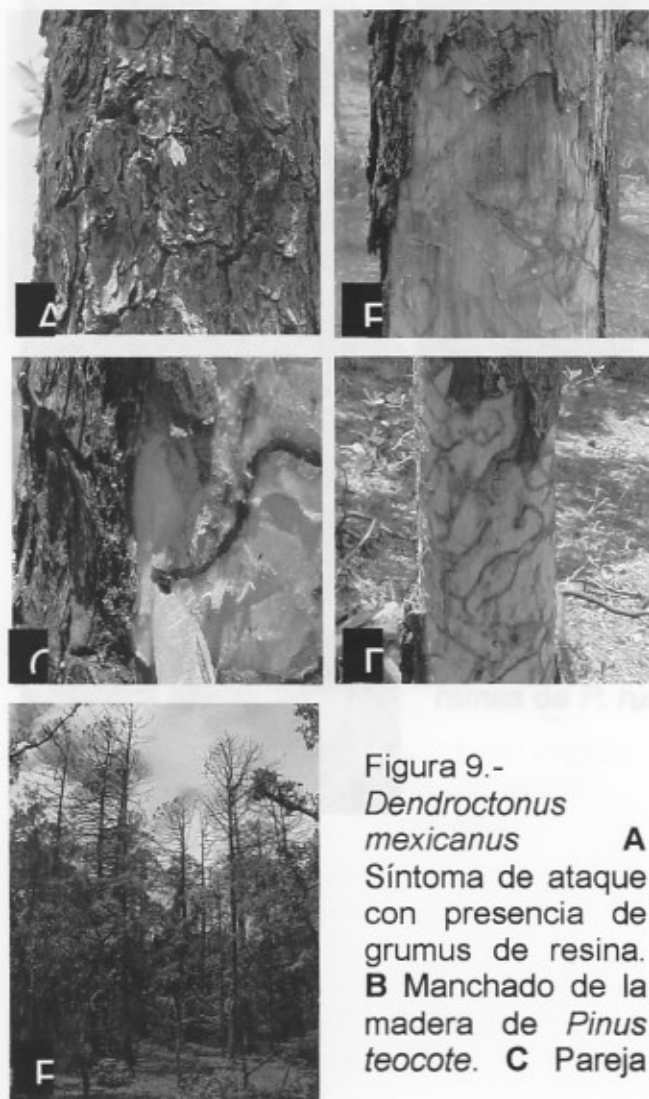 A
C
Figura 9.-
Dendroctonus
mexicanus A
Síntoma de ataque
con presencia de
grumus de resina.
B Manchado de la
madera de Pinus
teocote. C Pareja